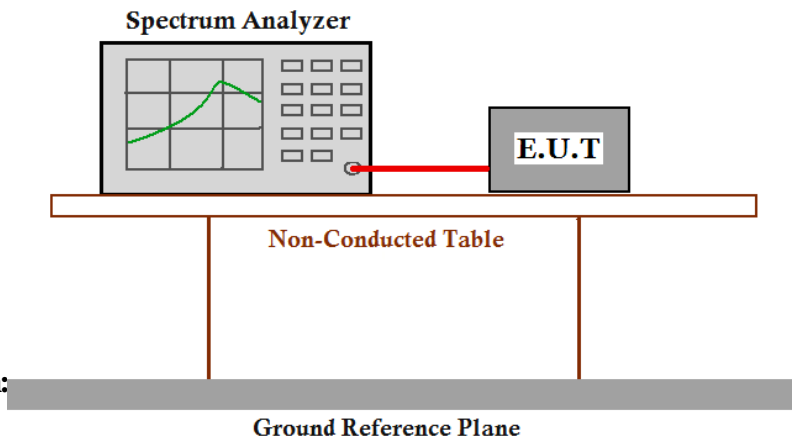 Spectrum Analyzer
E.U.T
Non-Conducted Table
:
Ground Reference Plane